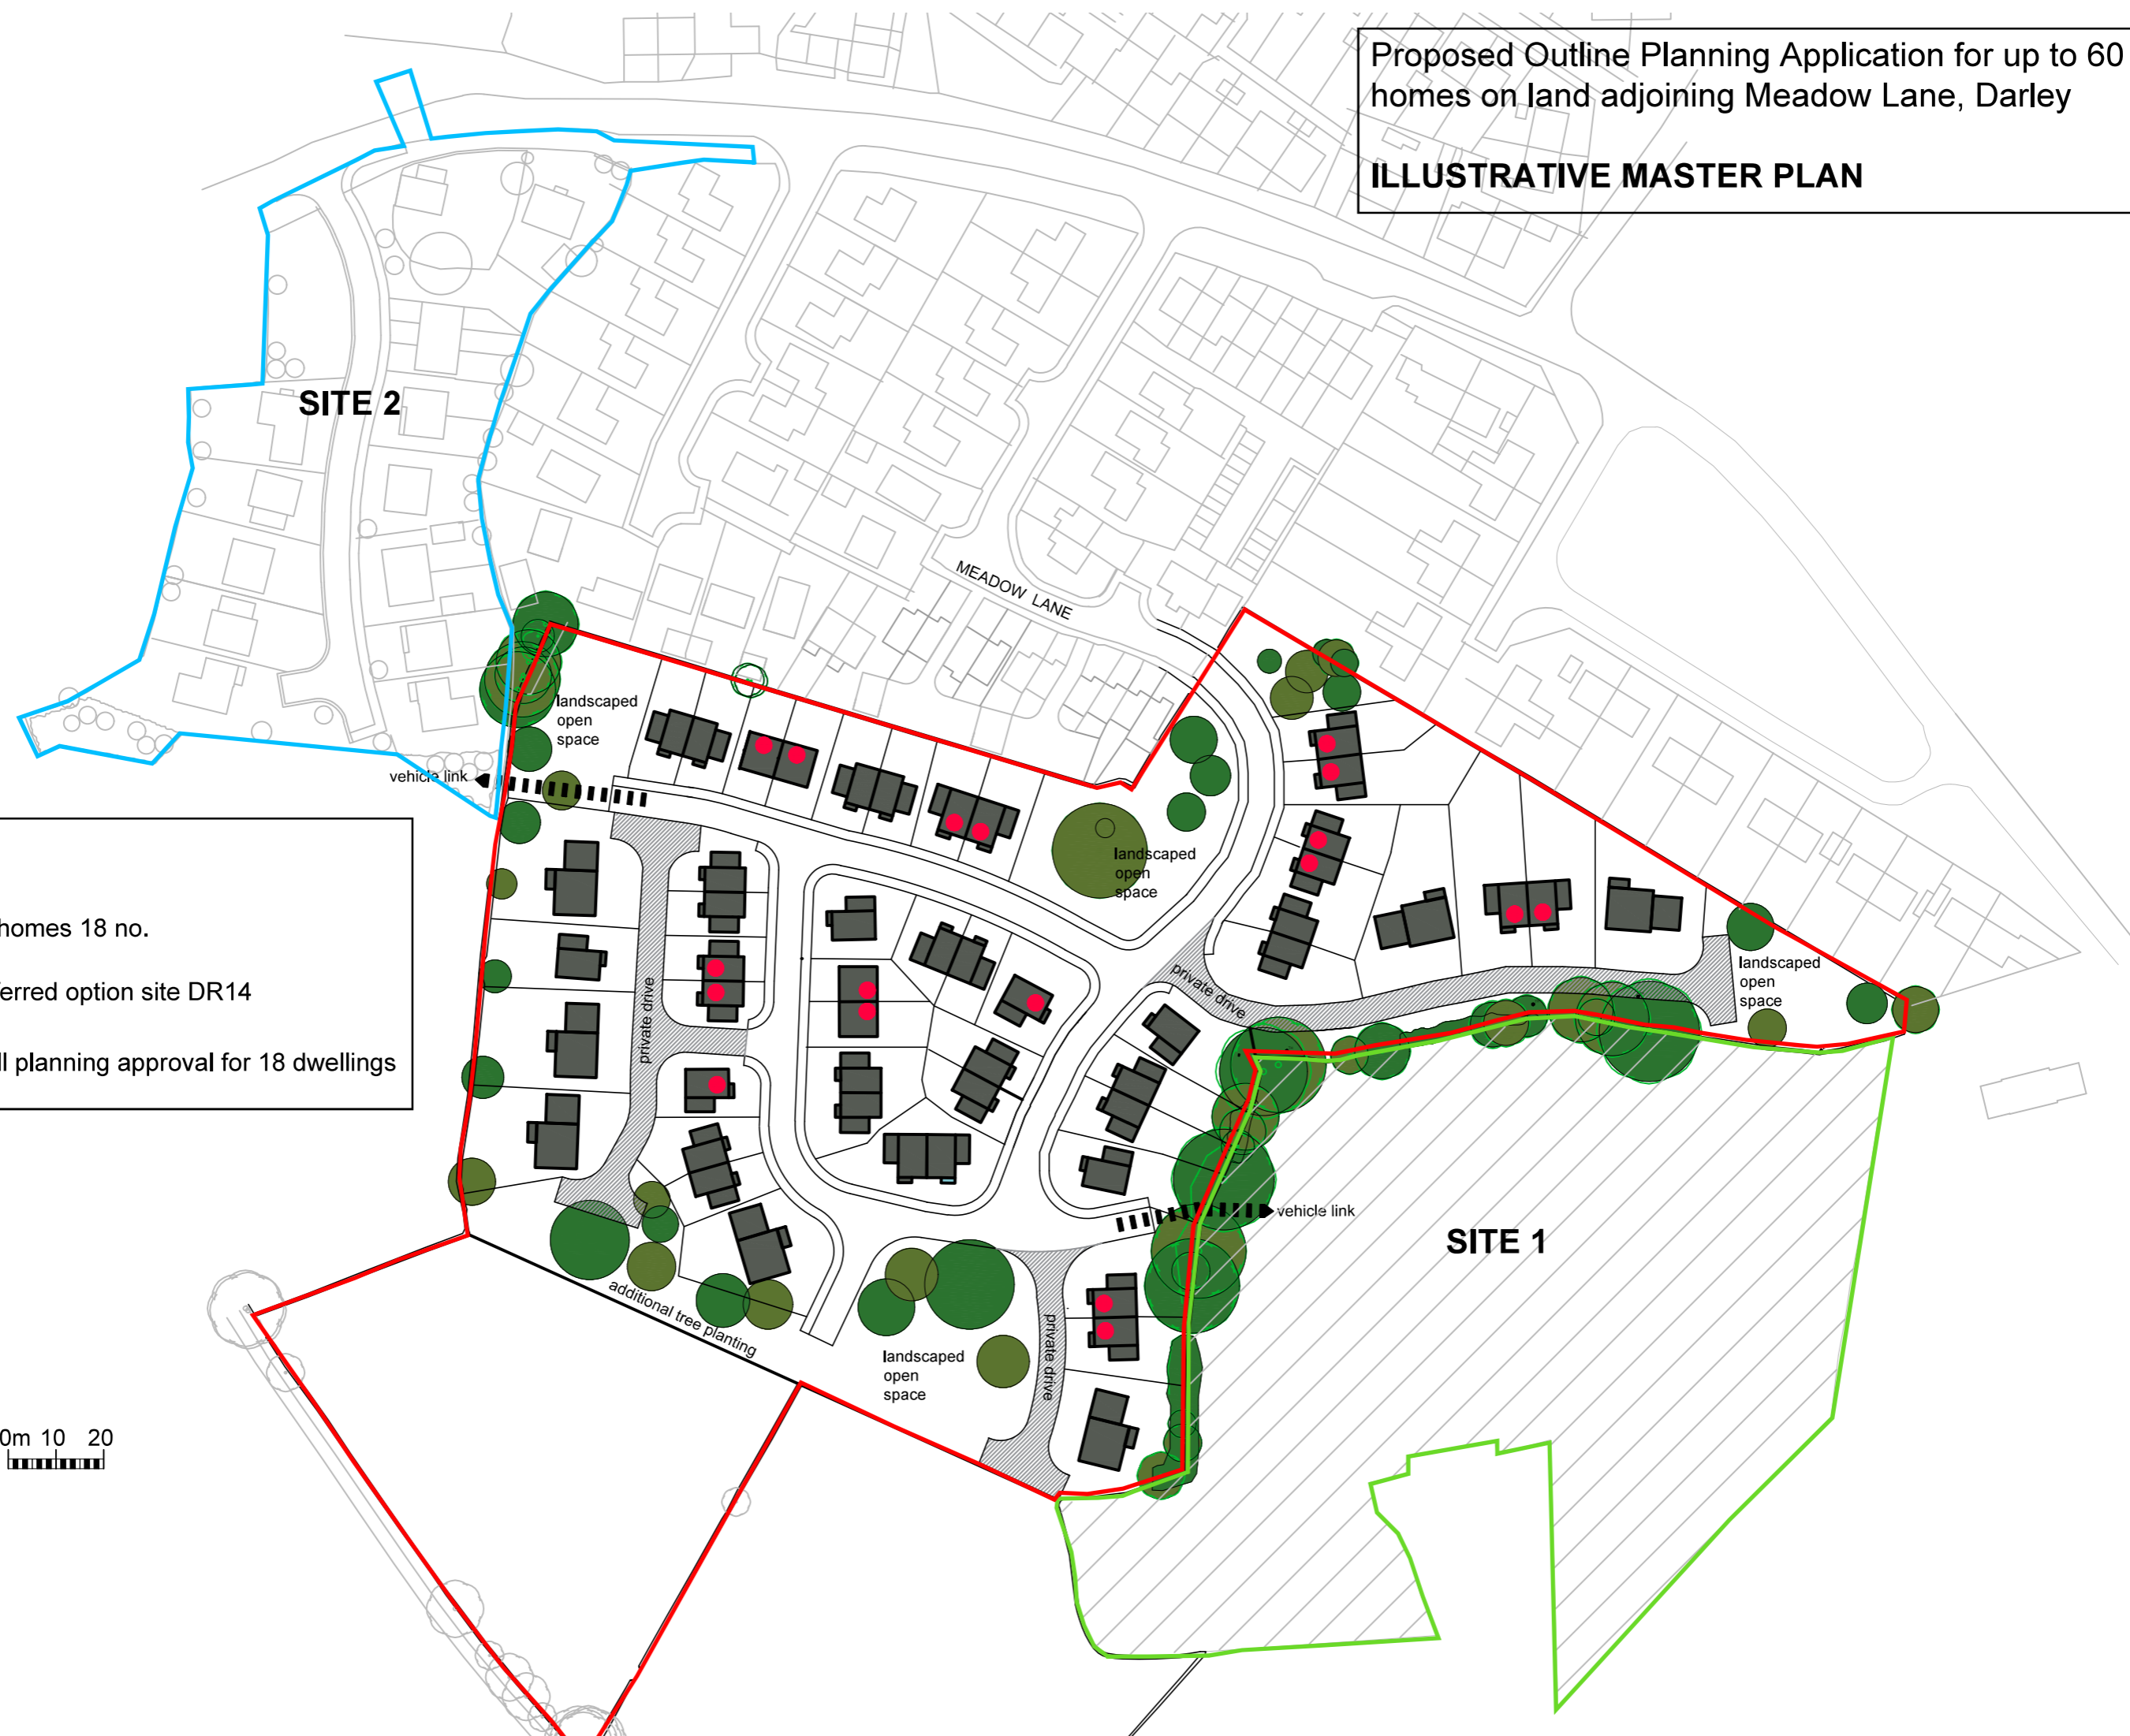 Proposed Outline Planning Application for up to 60
homes on land adjoining Meadow Lane, Darley
ILLUSTRATIVE MASTER PLAN
SITE 2
MEADOW LANE
landscaped
open
space
vehicle link
landscaped
open
space
homes 18 no.
erred option site DR14
ll planning approval for 18 dwellings
private drive
private drive
landscaped
open
space
vehicle link
SITE 1
additional tree planting
landscaped
open
space
private drive
0m 10 20